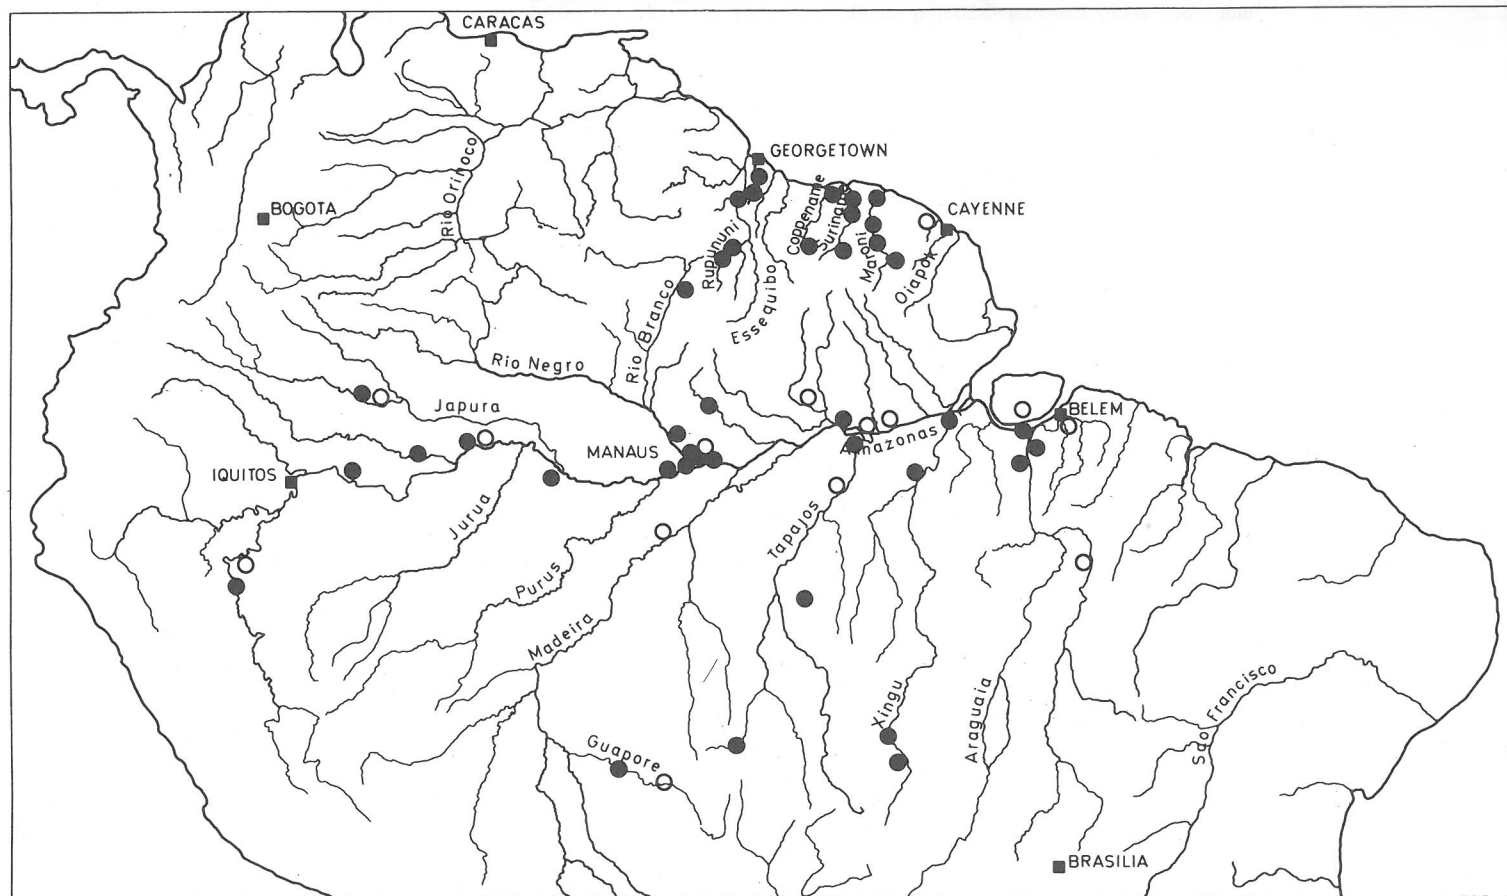 CARACAS
GEORGETOWN
Rio Orinoco
BOGOTA
Coppename
Suriname
CAYENNE
Maroni
Rupununi
Oiapok
Essequibo
Rio Branco
Rio Negro
Japura
BELEM
Amazonas
MANAUS
IQUITOS
Jurua
Tapajos
Purus
Madeira
Xingu
Araguaia
Sao Francisco
Guapore
BRASILIA